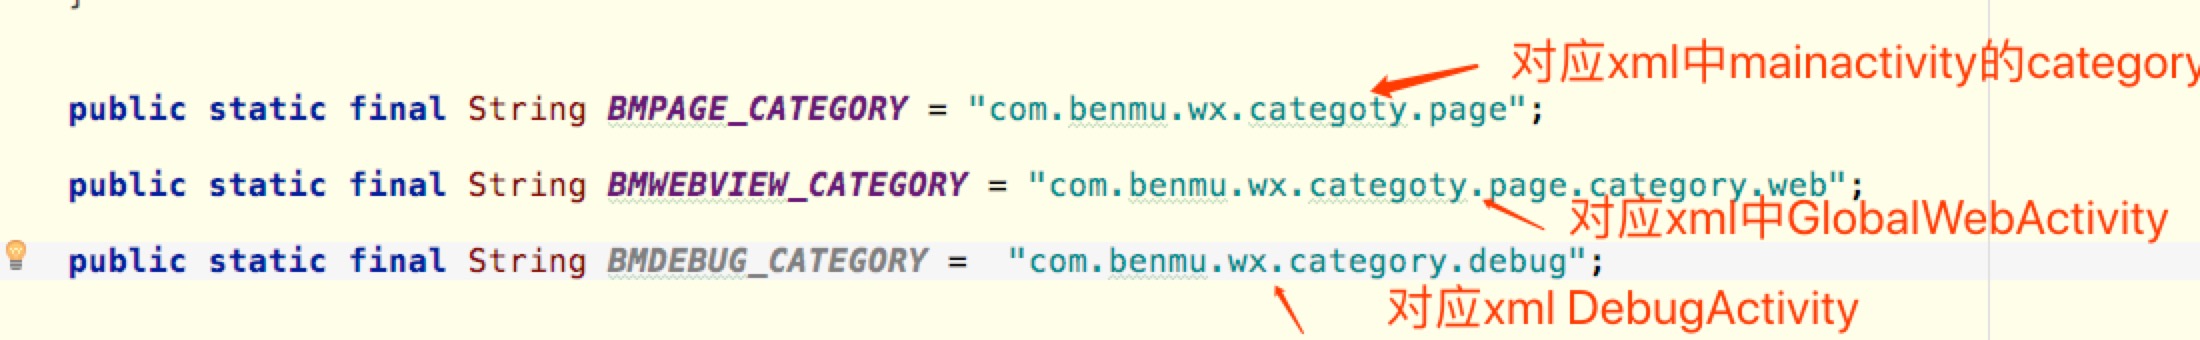 }
对应xml中mainactivity的category
public static final String BMPAGE_CATEGORY = "com.benmu.wx.categoty.page";
public static final String BMWEBVIEW_CATEGORY = "com.benmu.wx.categoty.page.category.web";
对应xml中GlobalWebActivity
public static final String BMDEBUG_CATEGORY =  "com.benmu.wx.category.debug";
对应xml DebugActivity